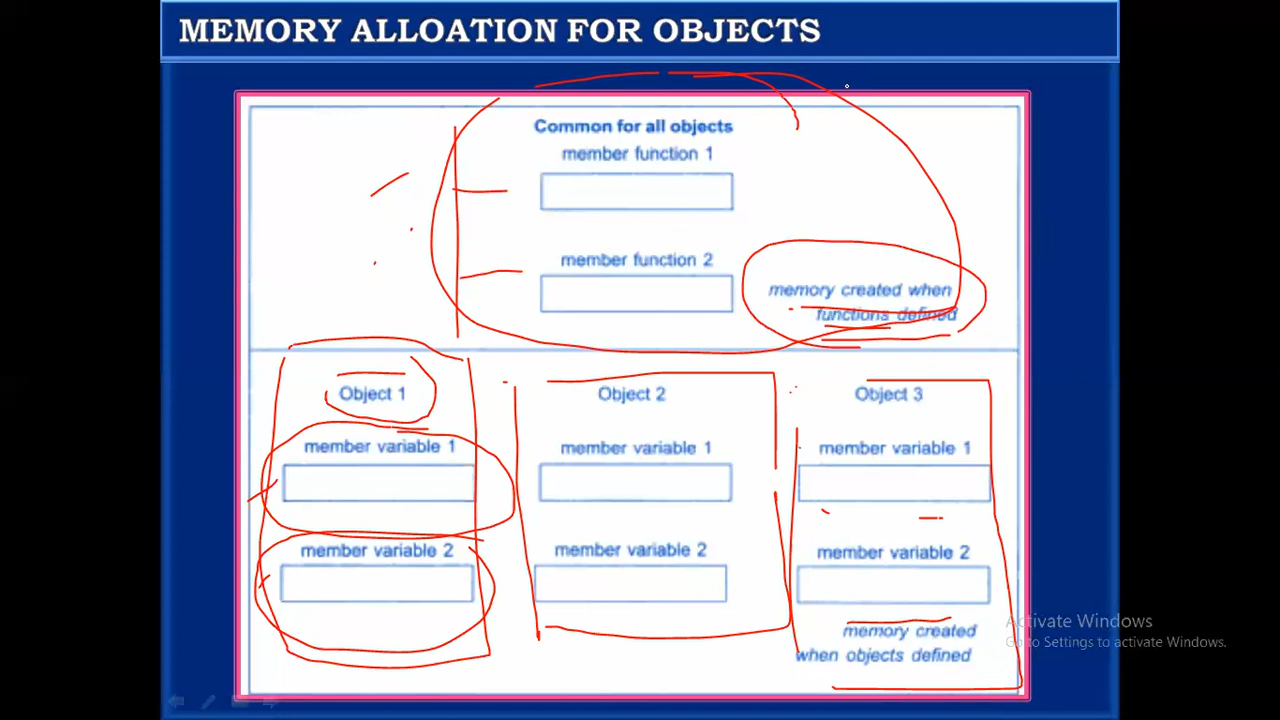 MEMORY ALLOATION FOR OBJECTS
Common for all objects
member function 1
member function 2
memory created when
functions defined
Object 1
Object 2
Object 3
member variable 1
member variable 1
member variable 1
member variable 2
member variable 2
member variable 2
memory created
when objects defined
Activate Windows
Go to Settings to activate Windows.